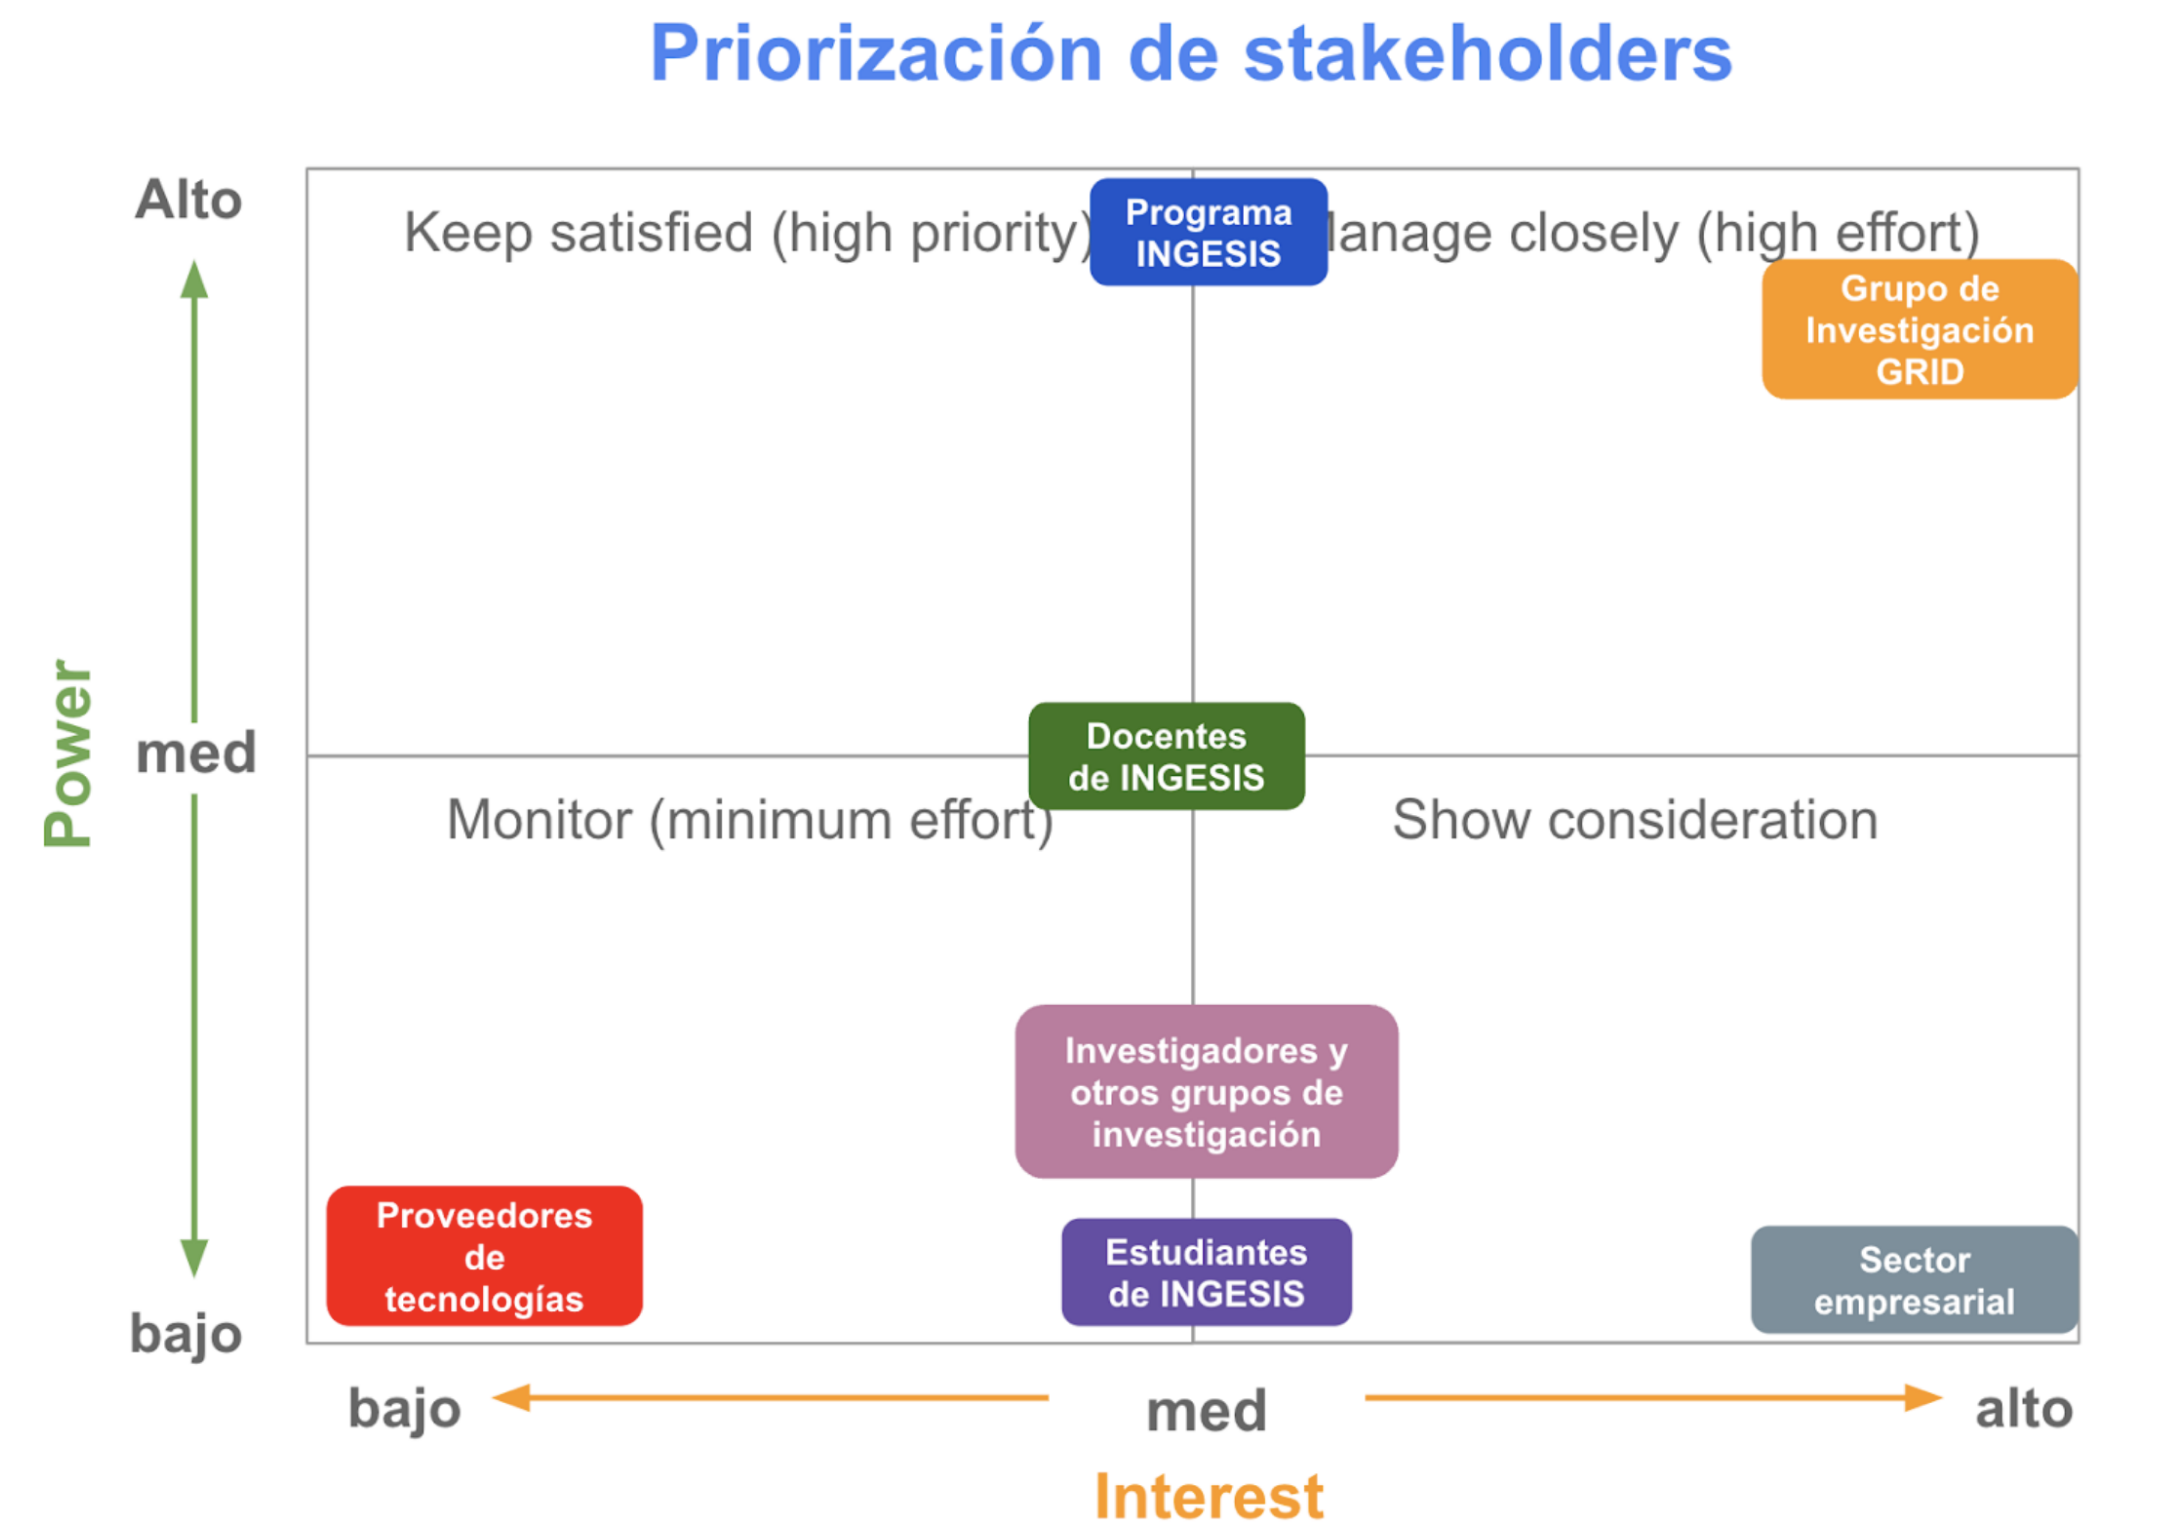 Priorización de stakeholders
Alto
Keep satisfied (high priority)
Programa
INGESIS
anage closely (high effort)
Grupo de
Investigación
GRID
Power
med
Docentes
de INGESIS
Monitor (minimum effort)
Show consideration
Investigadores y
otros grupos de
investigación
Proveedores
de
tecnologías
Estudiantes
de INGESIS
Sector
empresarial
bajo
bajo
med
alto
Interest